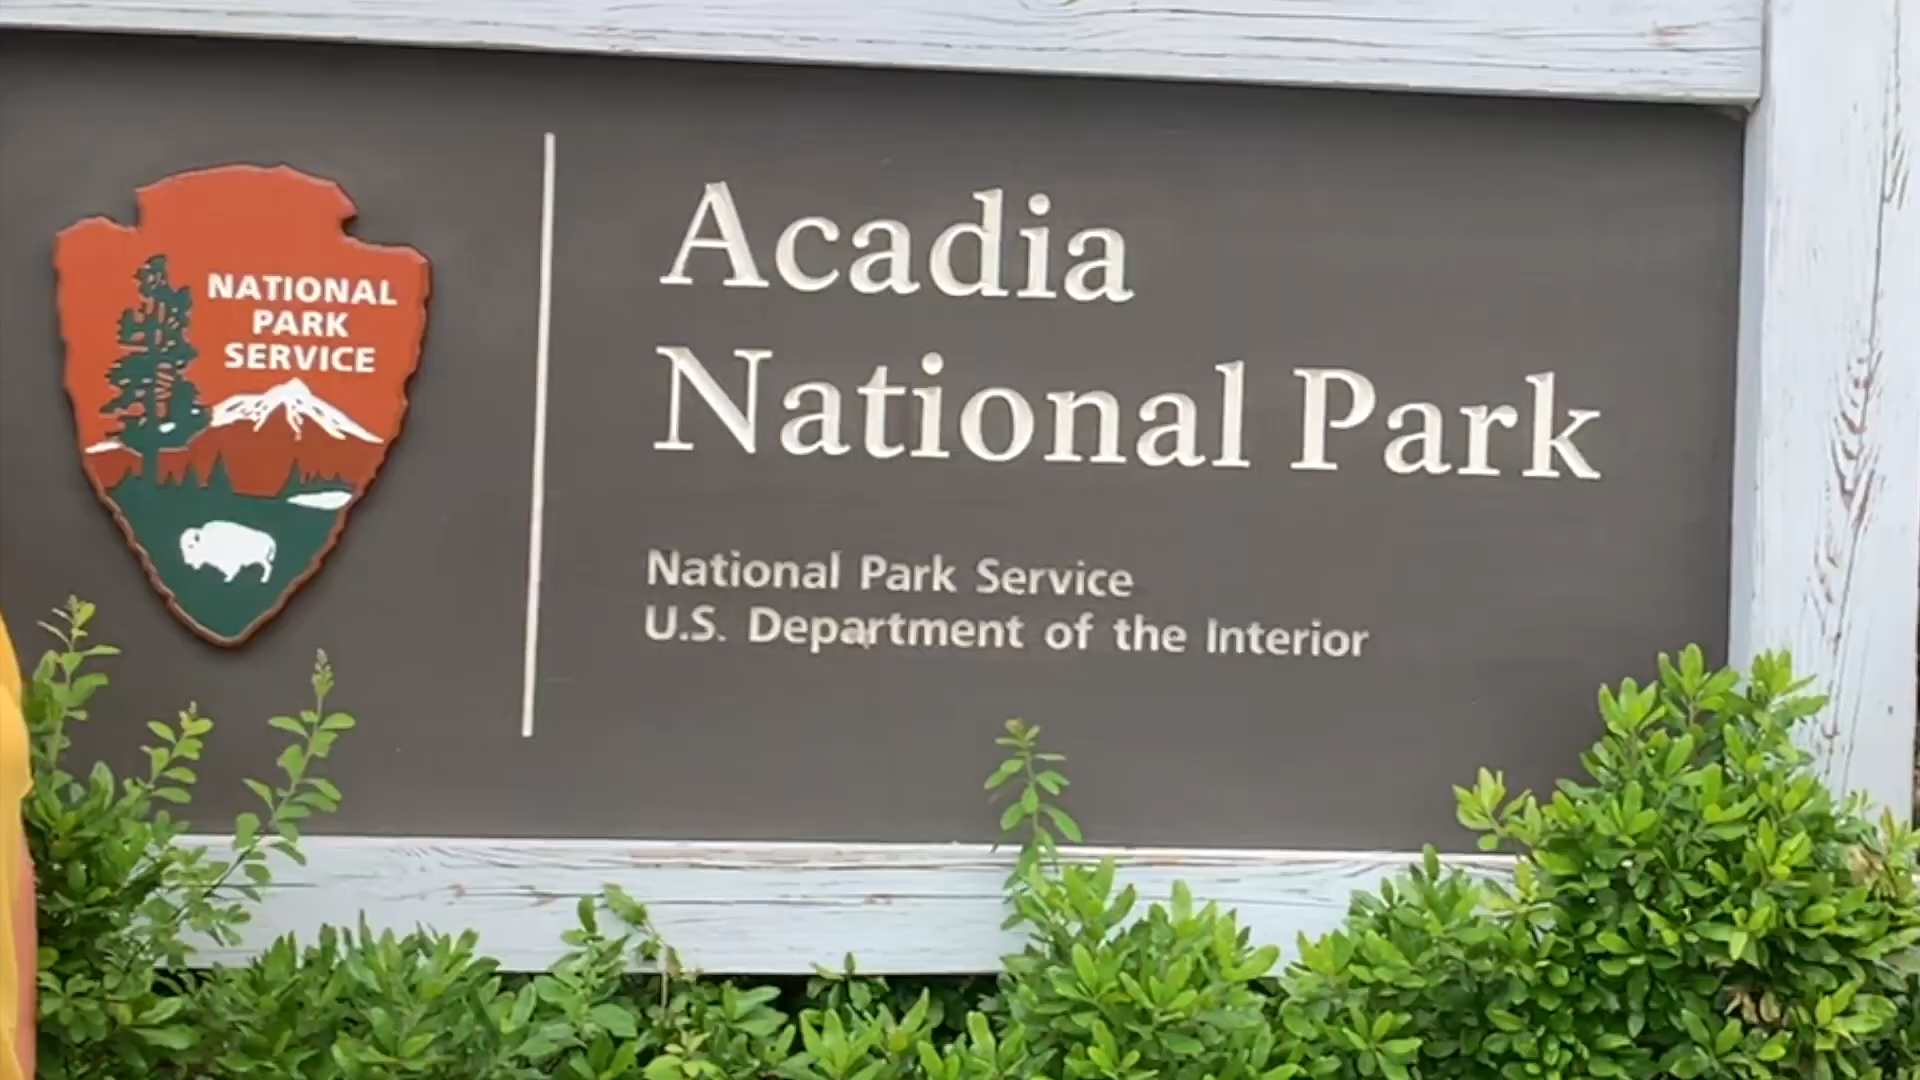 NATIONAL
PARK
SERVICE
Acadia
National Park
National Park Service
U.S. Department of the Interior